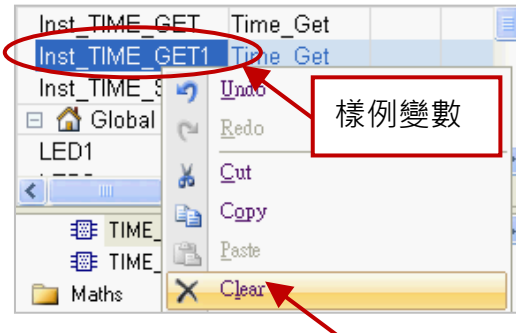 Inst_TIME_GET Time_Get
Inst_TIME_GET1 Time_Get
Inst_TIME_S
Undo
樣例變數
Global
Redo
LED1
Cut
Copy
TIME_
Paste
TIME_
Maths
Clear